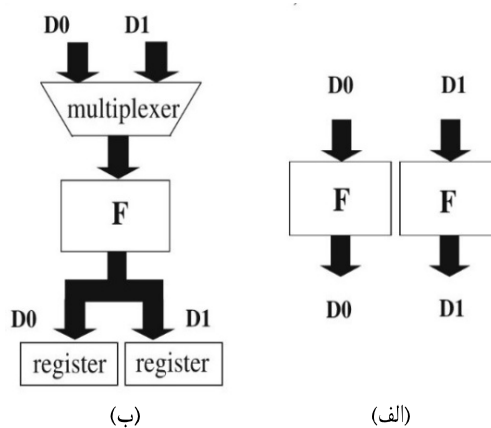 D0 D1
multiplexer
F
D0 D1
register register
(ب)
D0 D1
F F
D0 D1
(الف)